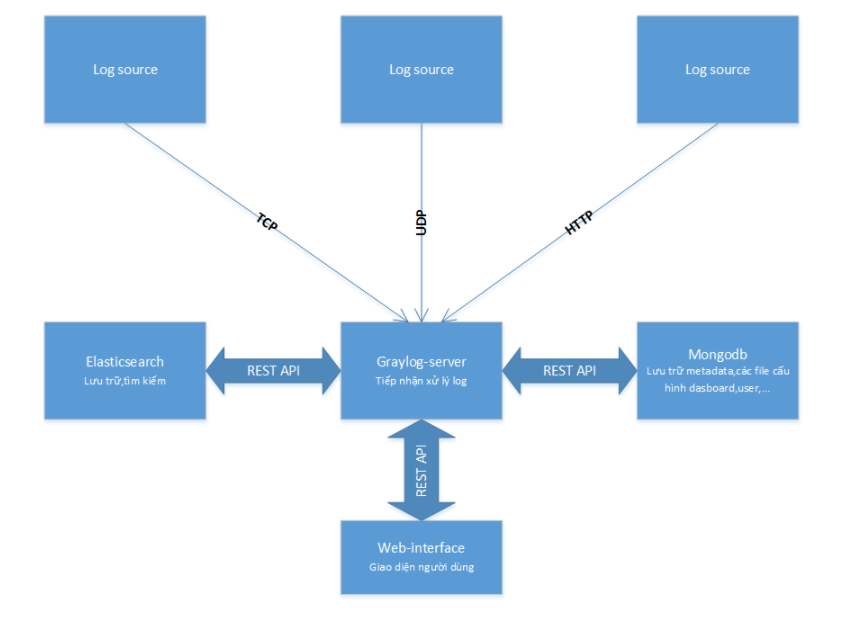 Log source
Log source
Log source
TCP
UDP
HTTP
Elasticsearch
Lưu trữ,tìm kiếm
REST API
Graylog-server
Tiếp nhận xử lý log
REST API
Mongodb
Lưu trữ metadata,các file cấu
hình dasboard,user,...
REST API
Web-interface
Giao diện người dùng